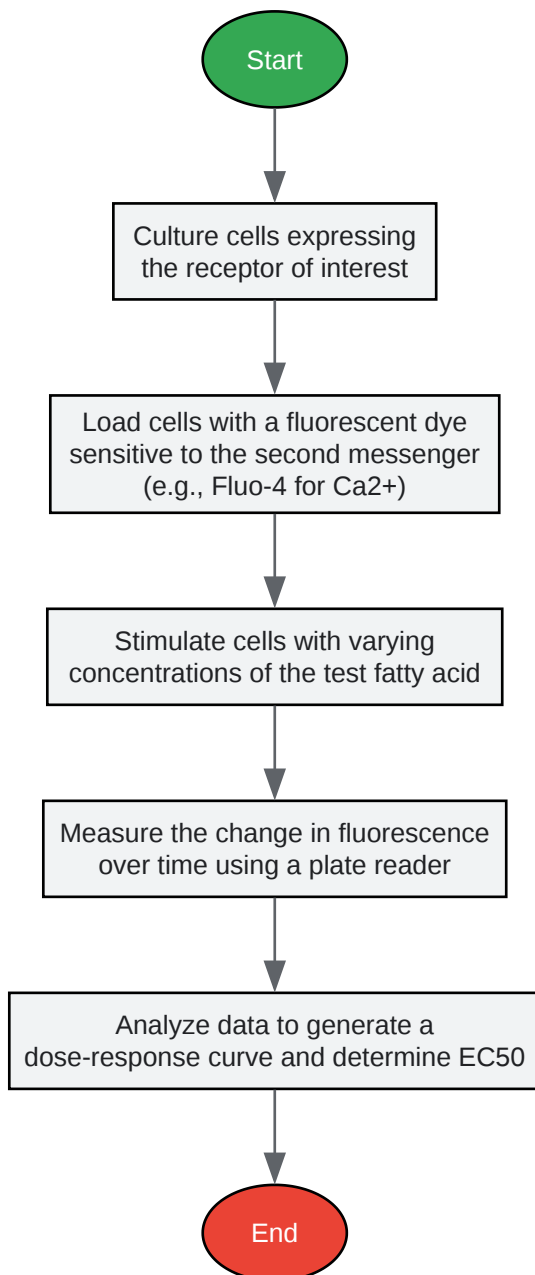 Start
Culture cells expressing
the receptor of interest
Load cells with a fluorescent dye
sensitive to the second messenger
(e.g., Fluo-4 for Ca2+)
Stimulate cells with varying
concentrations of the test fatty acid
Measure the change in fluorescence
over time using a plate reader
Analyze data to generate a
dose-response curve and determine EC50
End